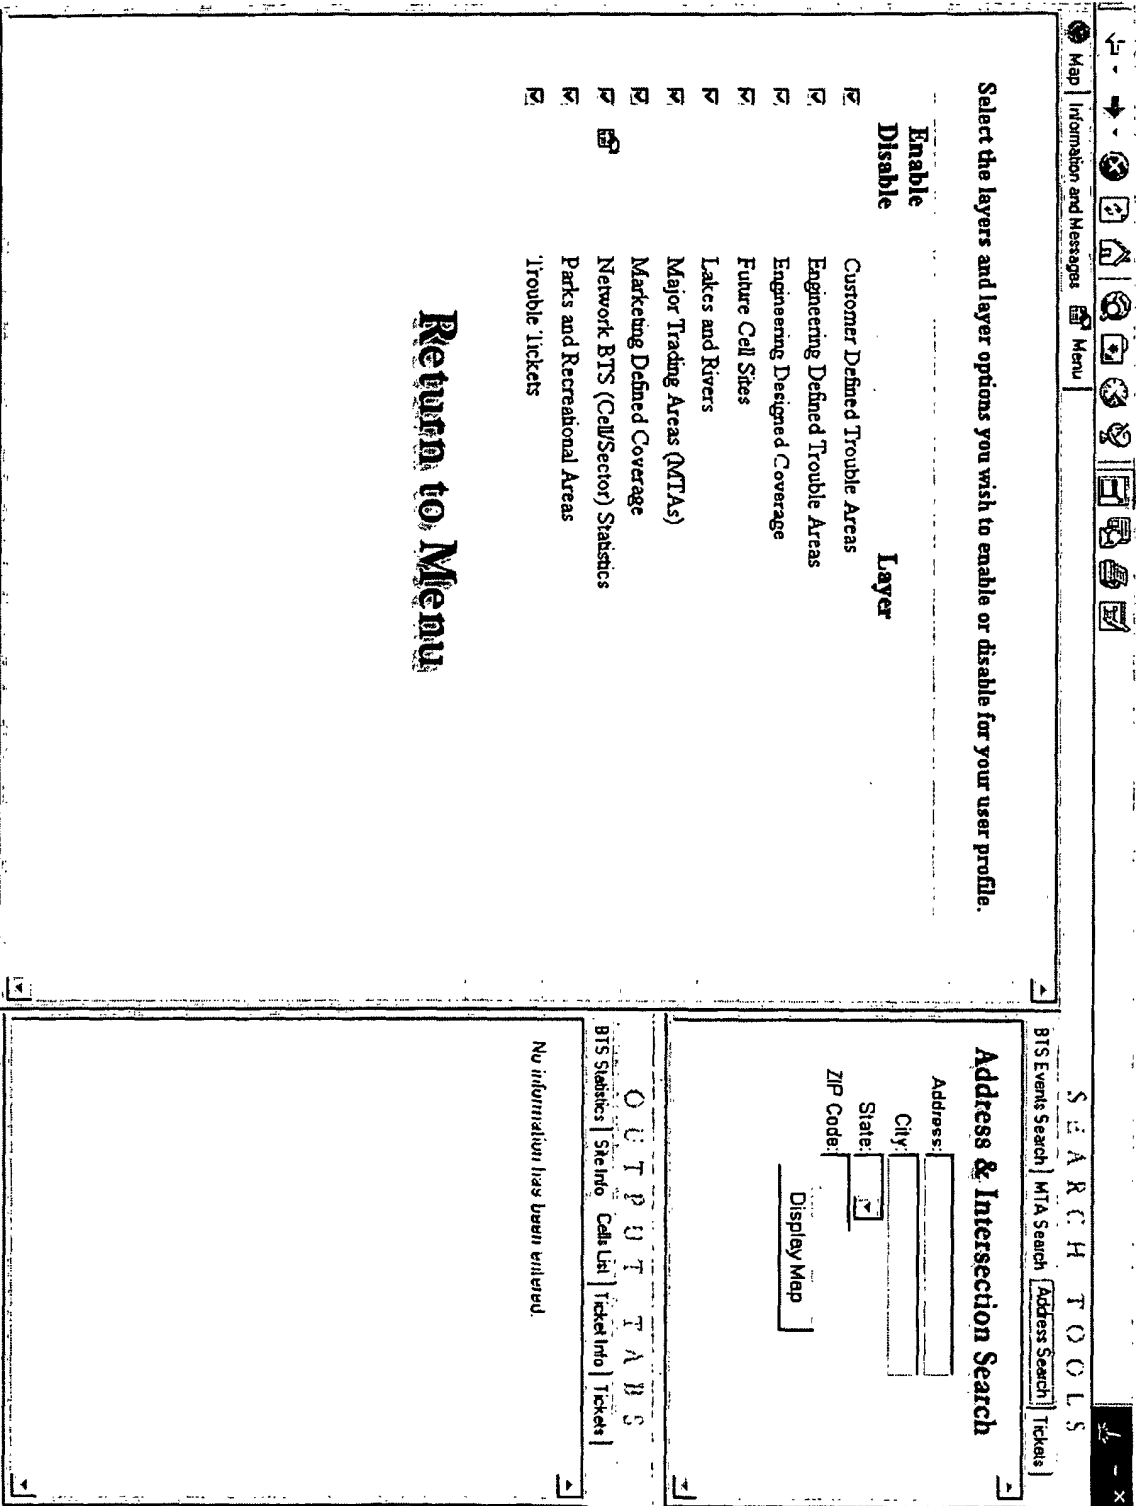 Map Information and Messages Menu
Select the layers and layer options you wish to enable or disable for your user profile.
Enable
Disable
Layer
Customer Defined Trouble Areas
Engineering Defined Trouble Areas
Engineering Designed Coverage
Future Cell Sites
Lakes and Rivers
Major Trading Areas (MTAs)
Marketing Defined Coverage
Network BTS (Cell/Sector) Statistics
Parks and Recreational Areas
Trouble Tickets
Return to Menu
SEARCH TOOLS
BTS Events Search MTA Search Address Search Tickets
Address & Intersection Search
Address:
City:
State:
ZIP Code:
Display Map
OUTPUT TABS
BTS Statistics Site Info Cells List Ticket Info Tickets
No information has been entered.